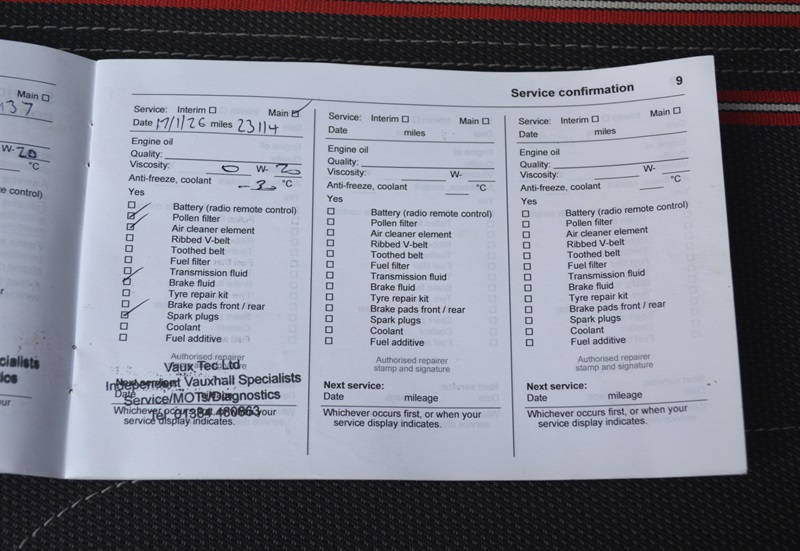 Main
137
W-20
°C
e control)
r
cialists
ics
our
9
Service confirmation
Service: Interim Main
Date 17/1/26 miles 23114
Engine oil
Quality:
Viscosity: 0 W- 20
Anti-freeze, coolant -3 °C
Yes
Battery (radio remote control)
Pollen filter
Air cleaner element
Ribbed V-belt
Toothed belt
Fuel filter
Transmission fluid
Brake fluid
Tyre repair kit
Brake pads front / rear
Spark plugs
Coolant
Fuel additive
Authorised repairer
stamp and signature
Vaux Tec Ltd
Independent Vauxhall Specialists
Service/MOTs/Diagnostics
Tel: 01384 480863
Next service:
Date
Whichever occurs first, or when your
service display indicates.
Service: Interim Main
Date miles
Engine oil
Quality:
Viscosity: W-
Anti-freeze, coolant °C
Yes
Battery (radio remote control)
Pollen filter
Air cleaner element
Ribbed V-belt
Toothed belt
Fuel filter
Transmission fluid
Brake fluid
Tyre repair kit
Brake pads front / rear
Spark plugs
Coolant
Fuel additive
Authorised repairer
stamp and signature
Next service:
Date mileage
Whichever occurs first, or when your
service display indicates.
Service: Interim Main
Date miles
Engine oil
Quality:
Viscosity: W-
Anti-freeze, coolant °C
Yes
Battery (radio remote control)
Pollen filter
Air cleaner element
Ribbed V-belt
Toothed belt
Fuel filter
Transmission fluid
Brake fluid
Tyre repair kit
Brake pads front / rear
Spark plugs
Coolant
Fuel additive
Authorised repairer
stamp and signature
Next service:
Date mileage
Whichever occurs first, or when your
service display indicates.